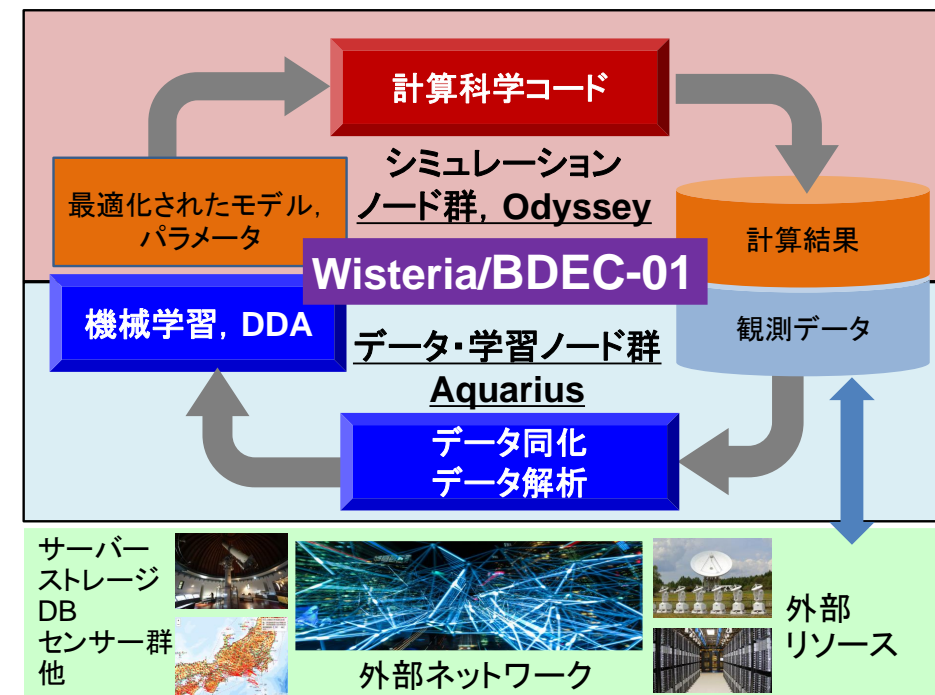 計算科学コード
シミュレーション
ノード群, Odyssey
最適化されたモデル,
パラメータ
計算結果
Wisteria/BDEC-01
機械学習, DDA
観測データ
データ・学習ノード群
Aquarius
データ同化
データ解析
サーバー
ストレージ
DB
センサー群
他
外部ネットワーク
外部
リソース